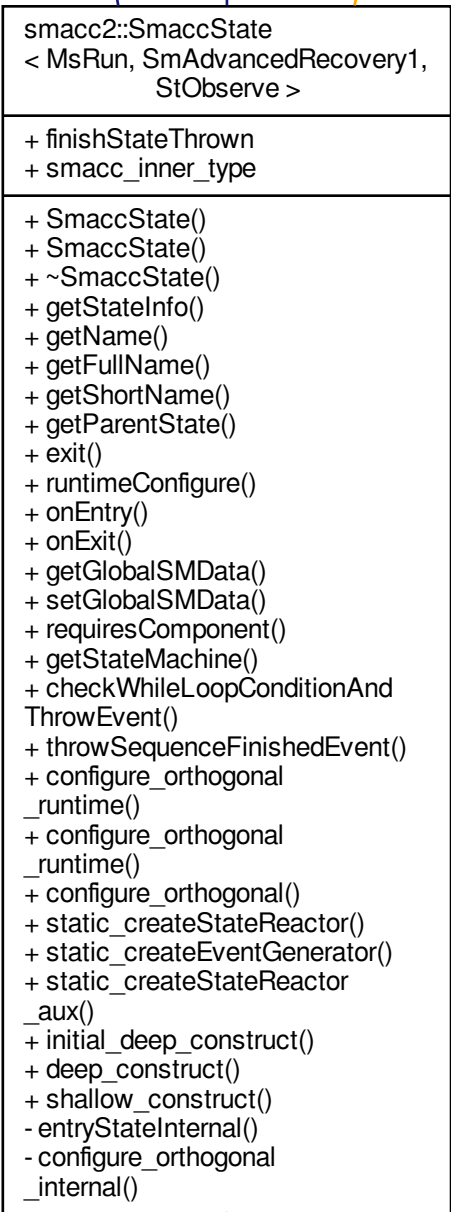 smacc2::SmaccState
< MsRun, SmAdvancedRecovery1,
StObserve >
+ finishStateThrown
+ smacc_inner_type
+ SmaccState()
+ SmaccState()
+ ~SmaccState()
+ getStateInfo()
+ getName()
+ getFullName()
+ getShortName()
+ getParentState()
+ exit()
+ runtimeConfigure()
+ onEntry()
+ onExit()
+ getGlobalSMData()
+ setGlobalSMData()
+ requiresComponent()
+ getStateMachine()
+ checkWhileLoopConditionAnd
ThrowEvent()
+ throwSequenceFinishedEvent()
+ configure_orthogonal
_runtime()
+ configure_orthogonal
_runtime()
+ configure_orthogonal()
+ static_createStateReactor()
+ static_createEventGenerator()
+ static_createStateReactor
_aux()
+ initial_deep_construct()
+ deep_construct()
+ shallow_construct()
- entryStateInternal()
- configure_orthogonal
_internal()